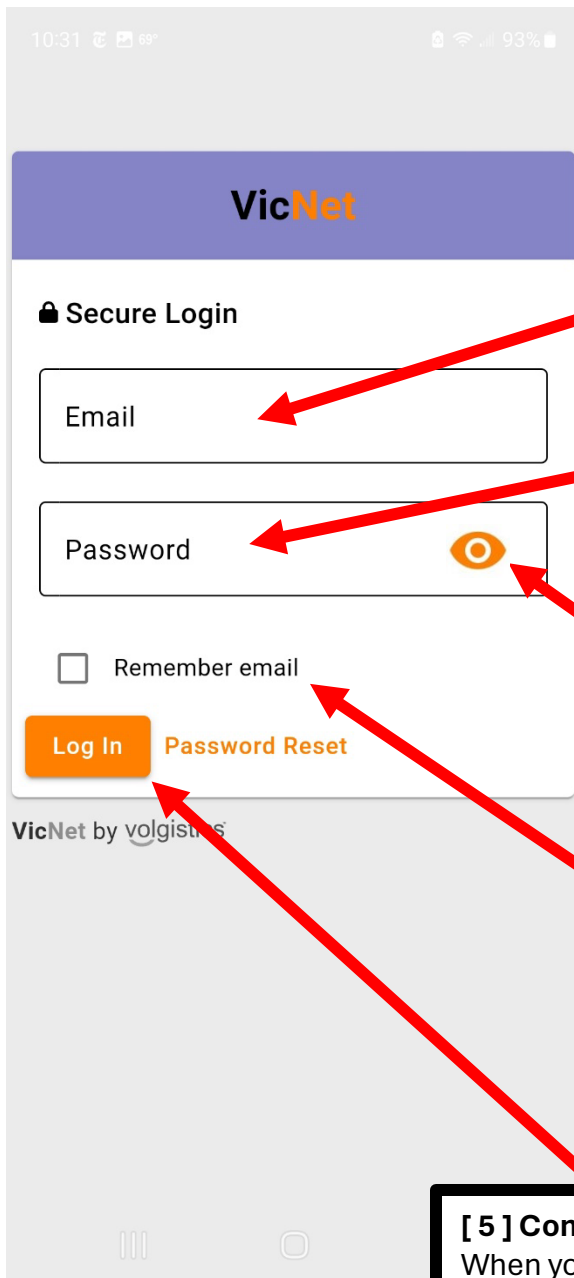 10:31 69° 93%
VicNet
Secure Login
Email
Password
Remember email
Log In Password Reset
VicNet by volgistics
[ 5 ]
When